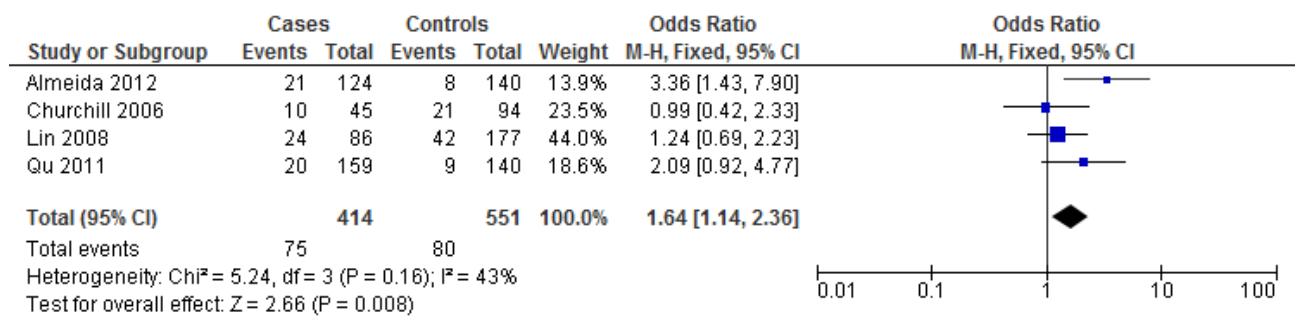 Cases Controls Odds Ratio Odds Ratio
Study or Subgroup Events Total Events Total Weight M-H, Fixed, 95% CI M-H, Fixed, 95% CI
Almeida 2012 21 124 8 140 13.9% 3.36 [1.43, 7.90]
Churchill 2006 10 45 21 94 23.5% 0.99 [0.42, 2.33]
Lin 2008 24 86 42 177 44.0% 1.24 [0.69, 2.23]
Qu 2011 20 159 9 140 18.6% 2.09 [0.92, 4.77]
Total (95% CI) 414 551 100.0% 1.64 [1.14, 2.36]
Total events 75 80
Heterogeneity: Chi² = 5.24, df = 3 (P = 0.16); I² = 43%
Test for overall effect: Z = 2.66 (P = 0.008)
0.01 0.1 1 10 100